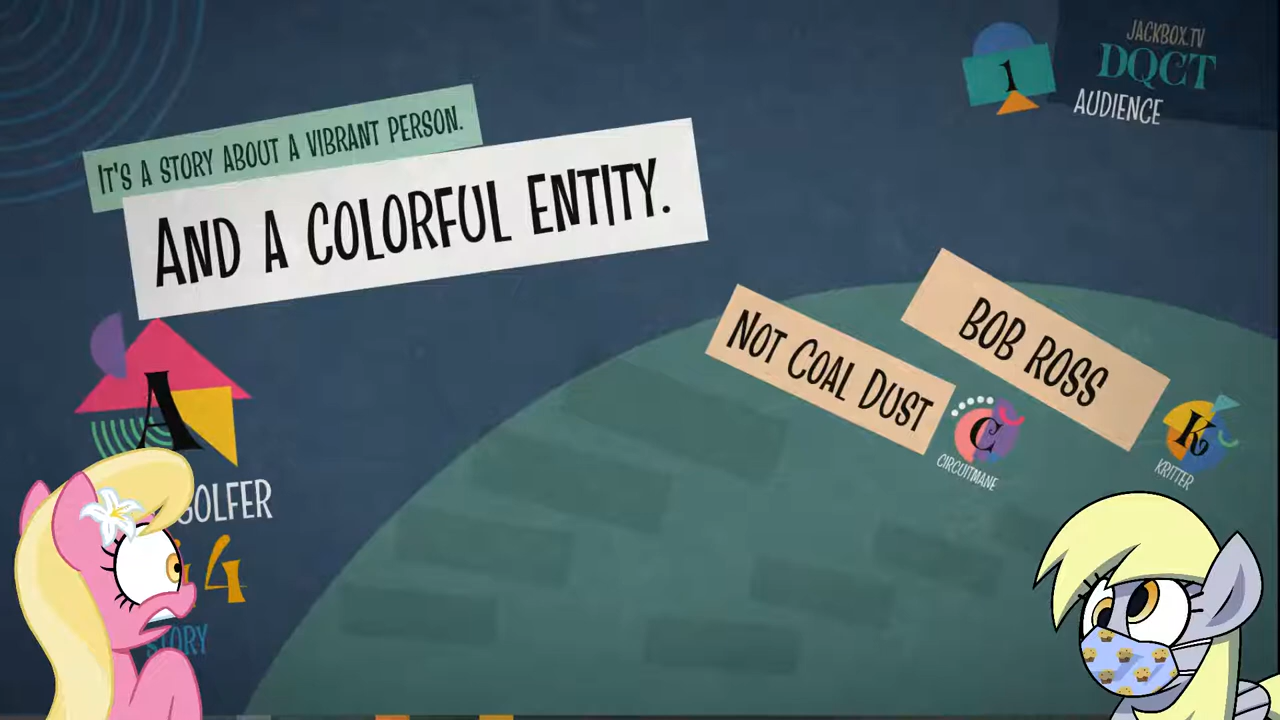 JACKBOX.TV
DQCT
AUDIENCE
1
IT'S A STORY ABOUT A VIBRANT PERSON.
AND A COLORFUL ENTITY.
NOT COAL DUST
BOB ROSS
C
CIRCUITMANE
K
KRITTER
A
GOLFER
4
STORY